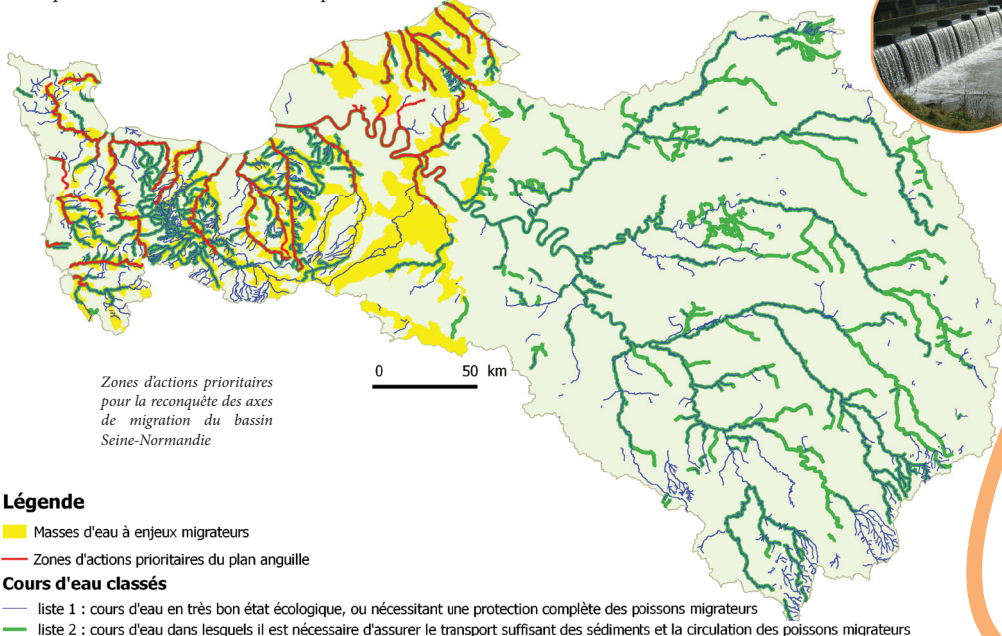 Zones d'actions prioritaires
pour la reconquête des axes
de migration du bassin
Seine-Normandie
0 50 km
Légende
Masses d'eau à enjeux migrateurs
Zones d'actions prioritaires du plan anguille
Cours d'eau classés
liste 1 : cours d'eau en très bon état écologique, ou nécessitant une protection complète des poissons migrateurs
liste 2 : cours d'eau dans lesquels il est nécessaire d'assurer le transport suffisant des sédiments et la circulation des poissons migrateurs